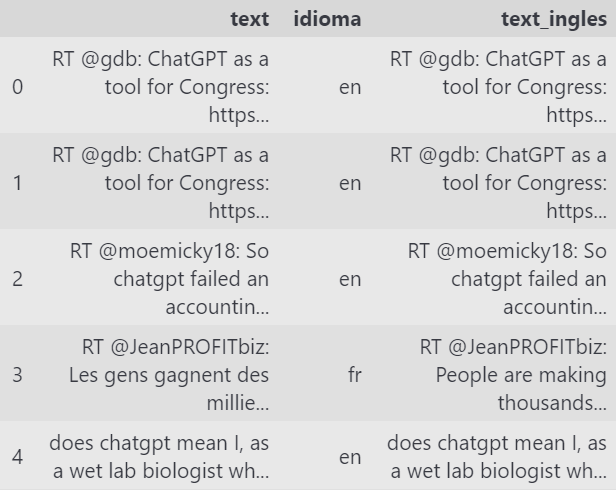 text idioma text_ingles
RT @gdb: ChatGPT as a RT @gdb: ChatGPT as a
0 tool for Congress: en tool for Congress:
https... https...
RT @gdb: ChatGPT as a RT @gdb: ChatGPT as a
1 tool for Congress: en tool for Congress:
https... https...
RT @moemicky18: So RT @moemicky18: So
2 chatgpt failed an en chatgpt failed an
accountin... accountin...
RT @JeanPROFITbiz: RT @JeanPROFITbiz:
3 Les gens gagnent des fr People are making
millie... thousands...
does chatgpt mean I, as does chatgpt mean I, as
4 a wet lab biologist wh... en a wet lab biologist wh...